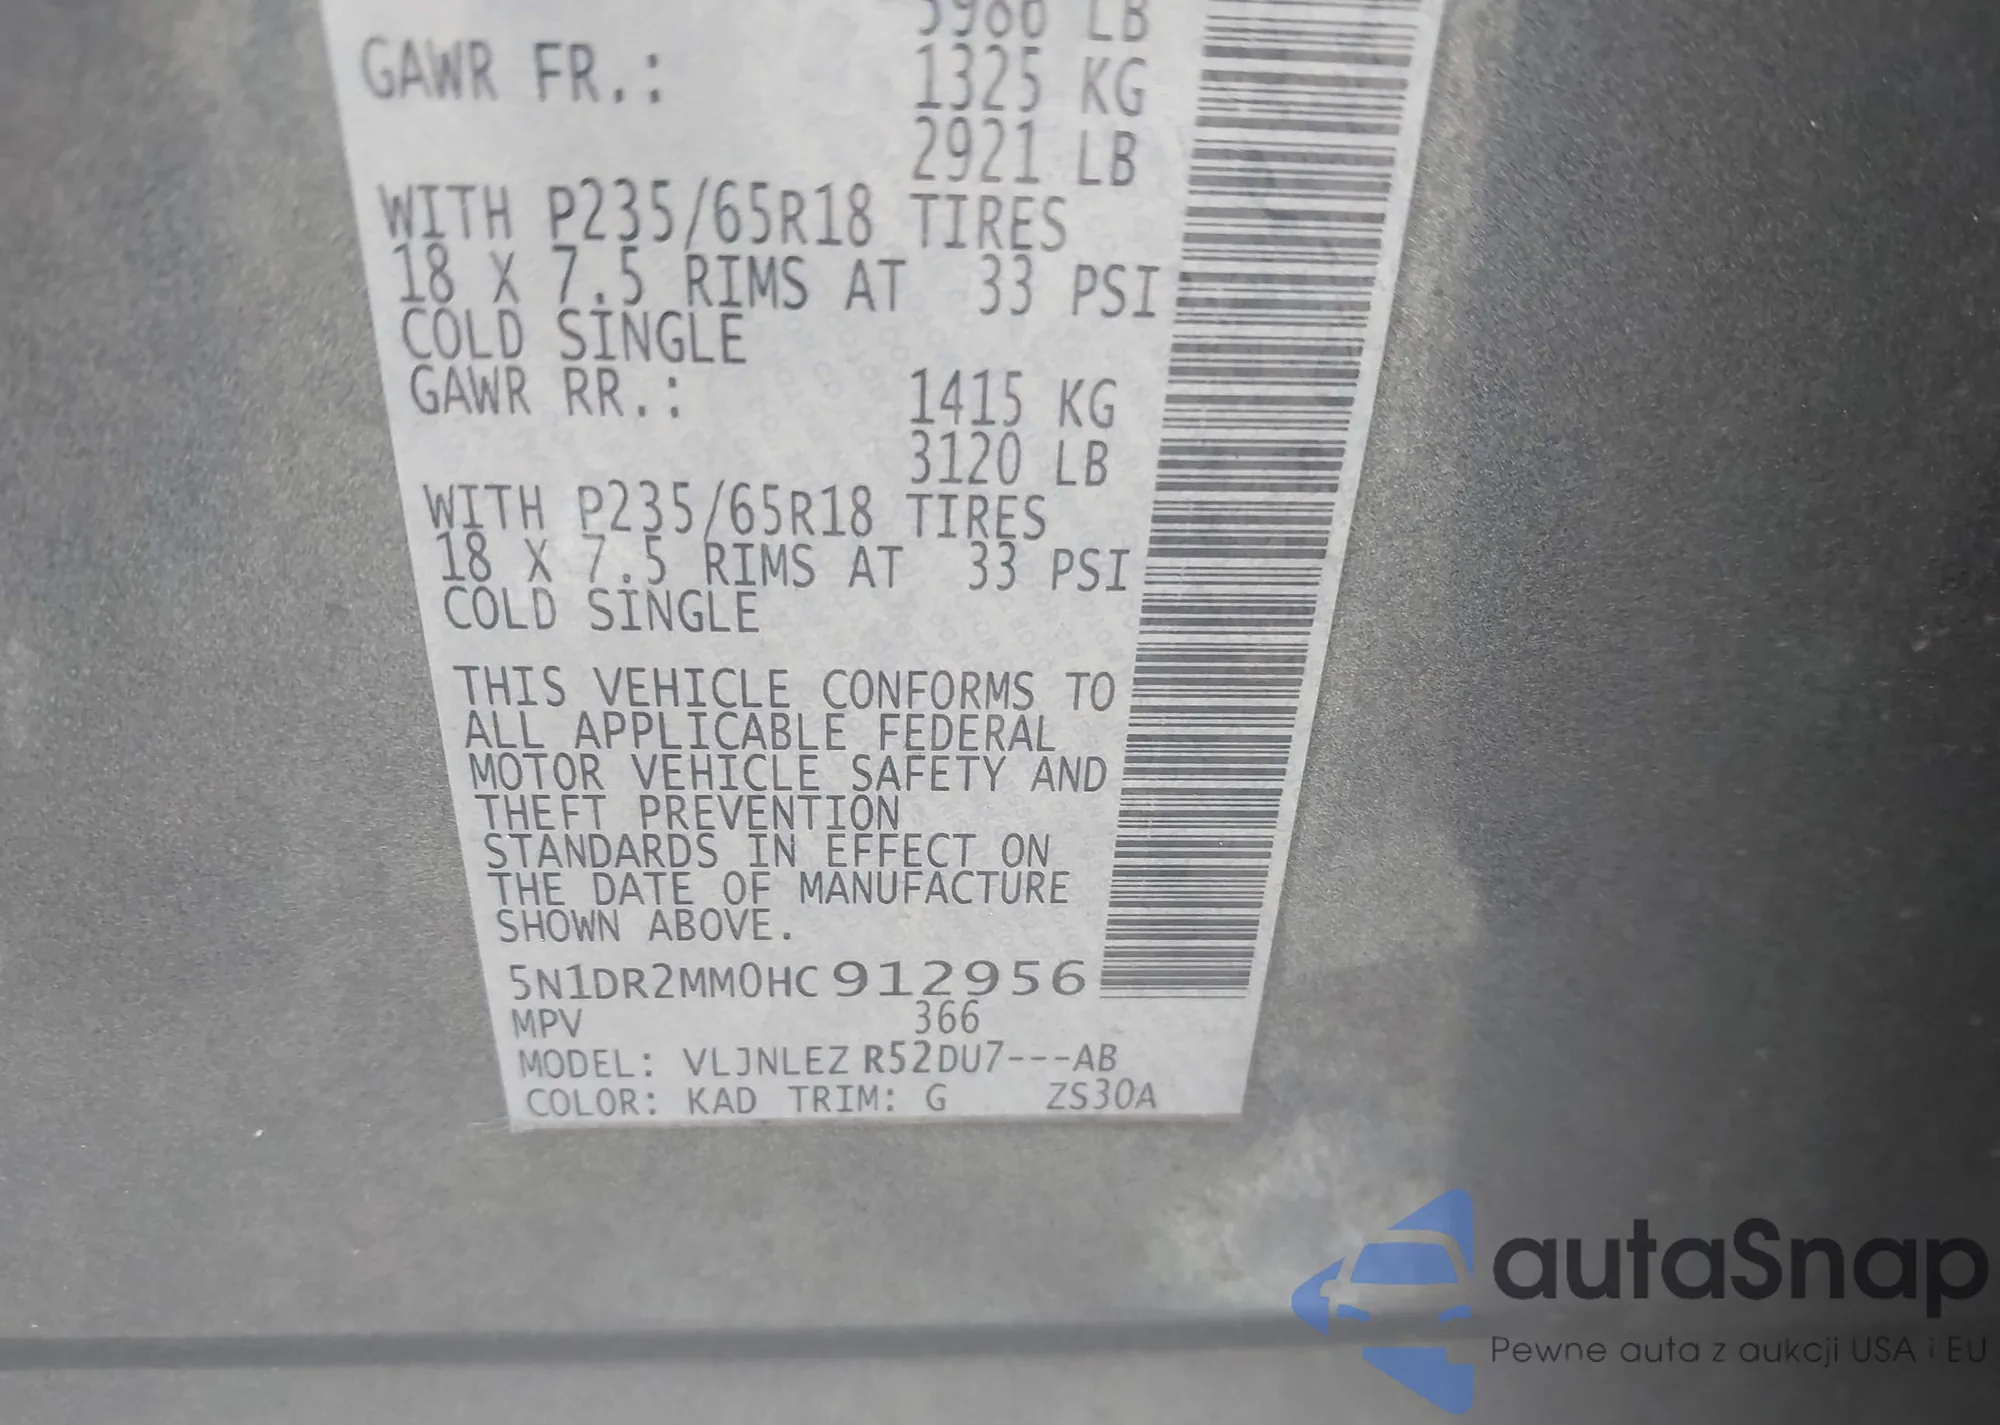 5986 LB
GAWR FR.: 1325 KG
2921 LB
WITH P235/65R18 TIRES
18 X 7.5 RIMS AT 33 PSI
COLD SINGLE
GAWR RR.: 1415 KG
3120 LB
WITH P235/65R18 TIRES
18 X 7.5 RIMS AT 33 PSI
COLD SINGLE
THIS VEHICLE CONFORMS TO
ALL APPLICABLE FEDERAL
MOTOR VEHICLE SAFETY AND
THEFT PREVENTION
STANDARDS IN EFFECT ON
THE DATE OF MANUFACTURE
SHOWN ABOVE.
5N1DR2MM0HC912956
MPV 366
MODEL: VLJNLEZ R52DU7---AB
COLOR: KAD TRIM: G ZS30A
autaSnap
Pewne auta z aukcji USA i EU